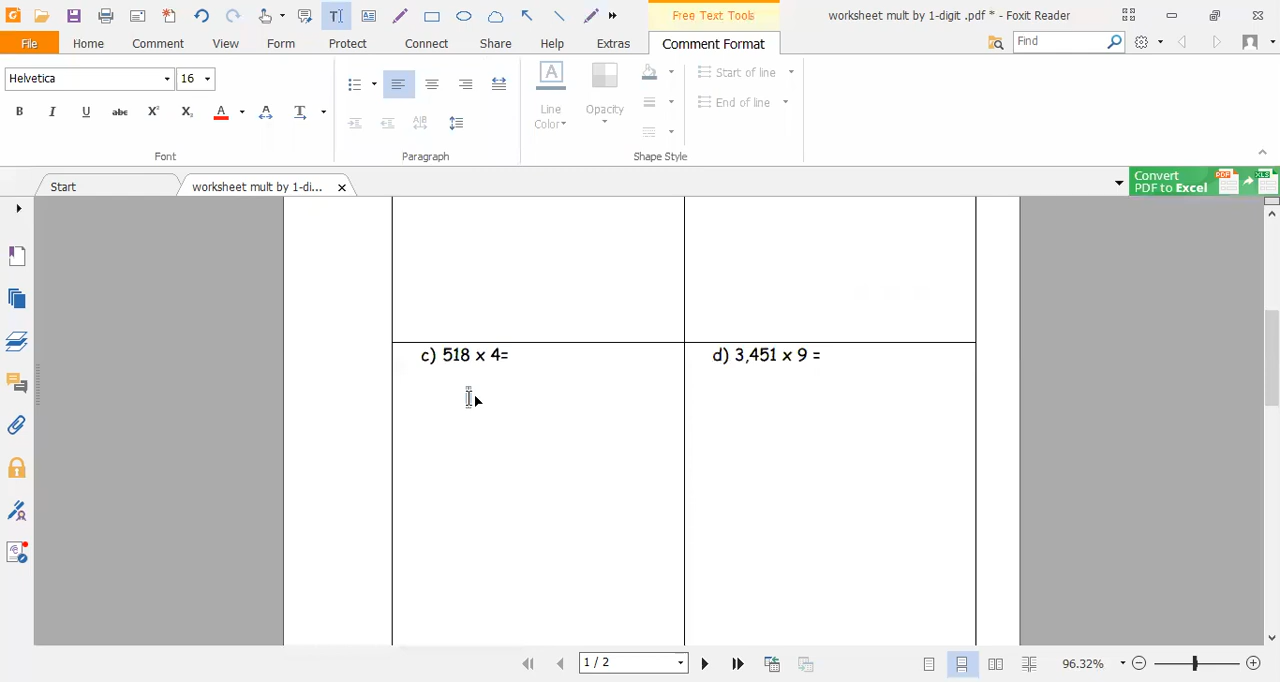 Free Text Tools
worksheet mult by 1-digit .pdf * - Foxit Reader
File
Home
Comment
View
Form
Protect
Connect
Share
Help
Extras
Comment Format
Find
Helvetica
16
Start of line
End of line
Line
Color
Opacity
Font
Paragraph
Shape Style
Start
worksheet mult by 1-di...
Convert
PDF to Excel
c) 518 x 4=
d) 3,451 x 9 =
1 / 2
96.32%